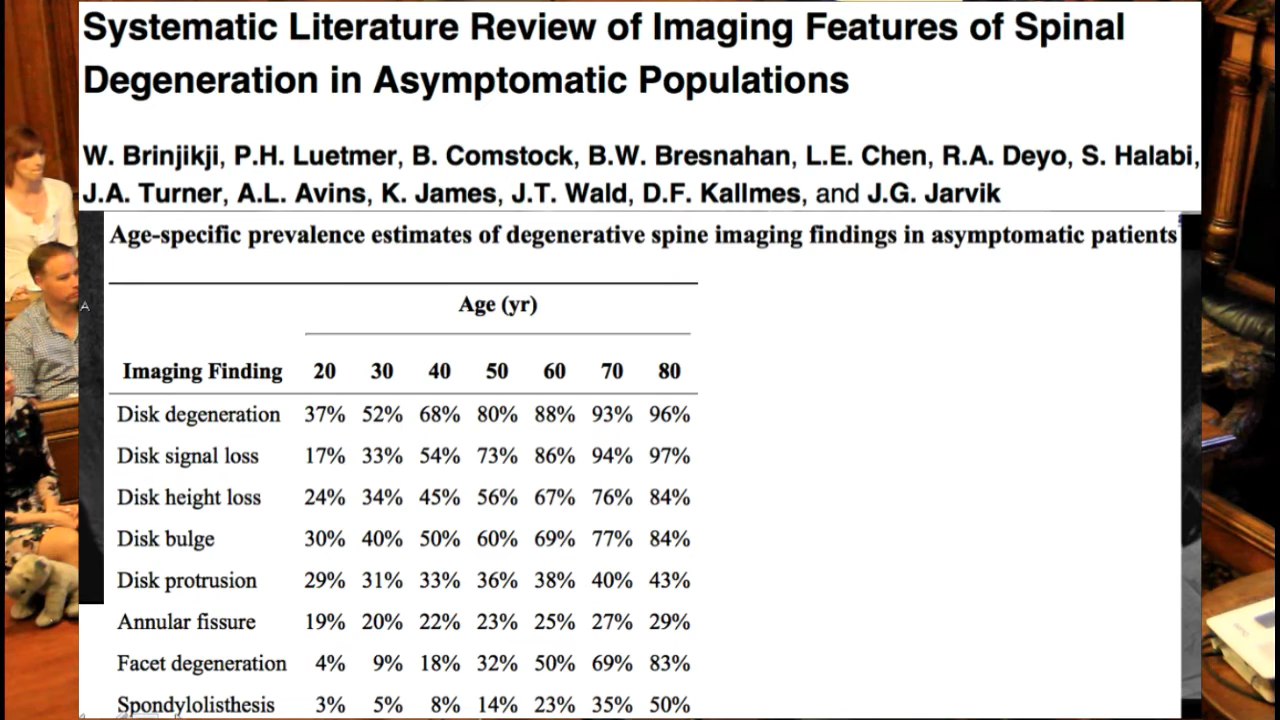 Systematic Literature Review of Imaging Features of Spinal
Degeneration in Asymptomatic Populations
W. Brinjikji, P.H. Luetmer, B. Comstock, B.W. Bresnahan, L.E. Chen, R.A. Deyo, S. Halabi,
J.A. Turner, A.L. Avins, K. James, J.T. Wald, D.F. Kallmes, and J.G. Jarvik
Age-specific prevalence estimates of degenerative spine imaging findings in asymptomatic patients
A
Age (yr)
Imaging Finding 20 30 40 50 60 70 80
Disk degeneration 37% 52% 68% 80% 88% 93% 96%
Disk signal loss 17% 33% 54% 73% 86% 94% 97%
Disk height loss 24% 34% 45% 56% 67% 76% 84%
Disk bulge 30% 40% 50% 60% 69% 77% 84%
Disk protrusion 29% 31% 33% 36% 38% 40% 43%
Annular fissure 19% 20% 22% 23% 25% 27% 29%
Facet degeneration 4% 9% 18% 32% 50% 69% 83%
Spondylolisthesis 3% 5% 8% 14% 23% 35% 50%